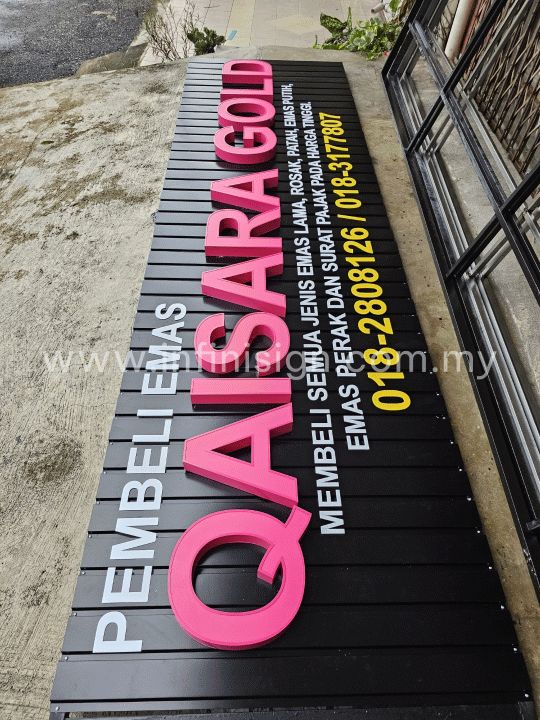 PEMBELI EMAS
QAISARA GOLD
MEMBELI SEMUA JENIS EMAS LAMA, ROSAK, PATAH, EMAS PUTIH,
EMAS PERAK DAN SURAT PAJAK PADA HARGA TINGGI.
018-2808126 / 018-3177807
www.infinisign.com.my